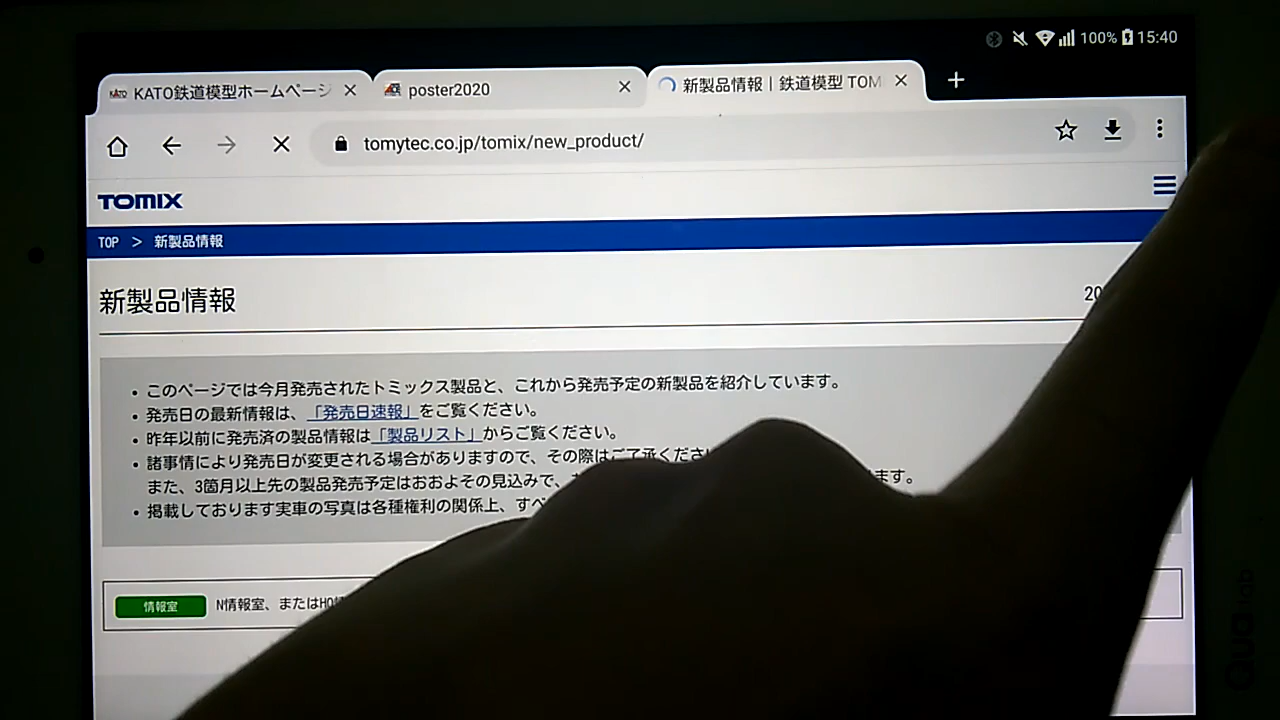 100% 15:40
KATO鉄道模型ホームページ
poster2020
新製品情報 | 鉄道模型 TOM
tomytec.co.jp/tomix/new_product/
TOMIX
TOP > 新製品情報
新製品情報
20
このページでは今月発売されたトミックス製品と、これから発売予定の新製品を紹介しています。
発売日の最新情報は、「発売日速報」をご覧ください。
昨年以前に発売済の製品情報は「製品リスト」からご覧ください。
諸事情により発売日が変更される場合がありますので、その際はご了承くださ
また、3箇月以上先の製品発売予定はおおよその見込みで、 ます。
掲載しております実車の写真は各種権利の関係上、すべ
情報室 N情報室、またはHO
Qua tab